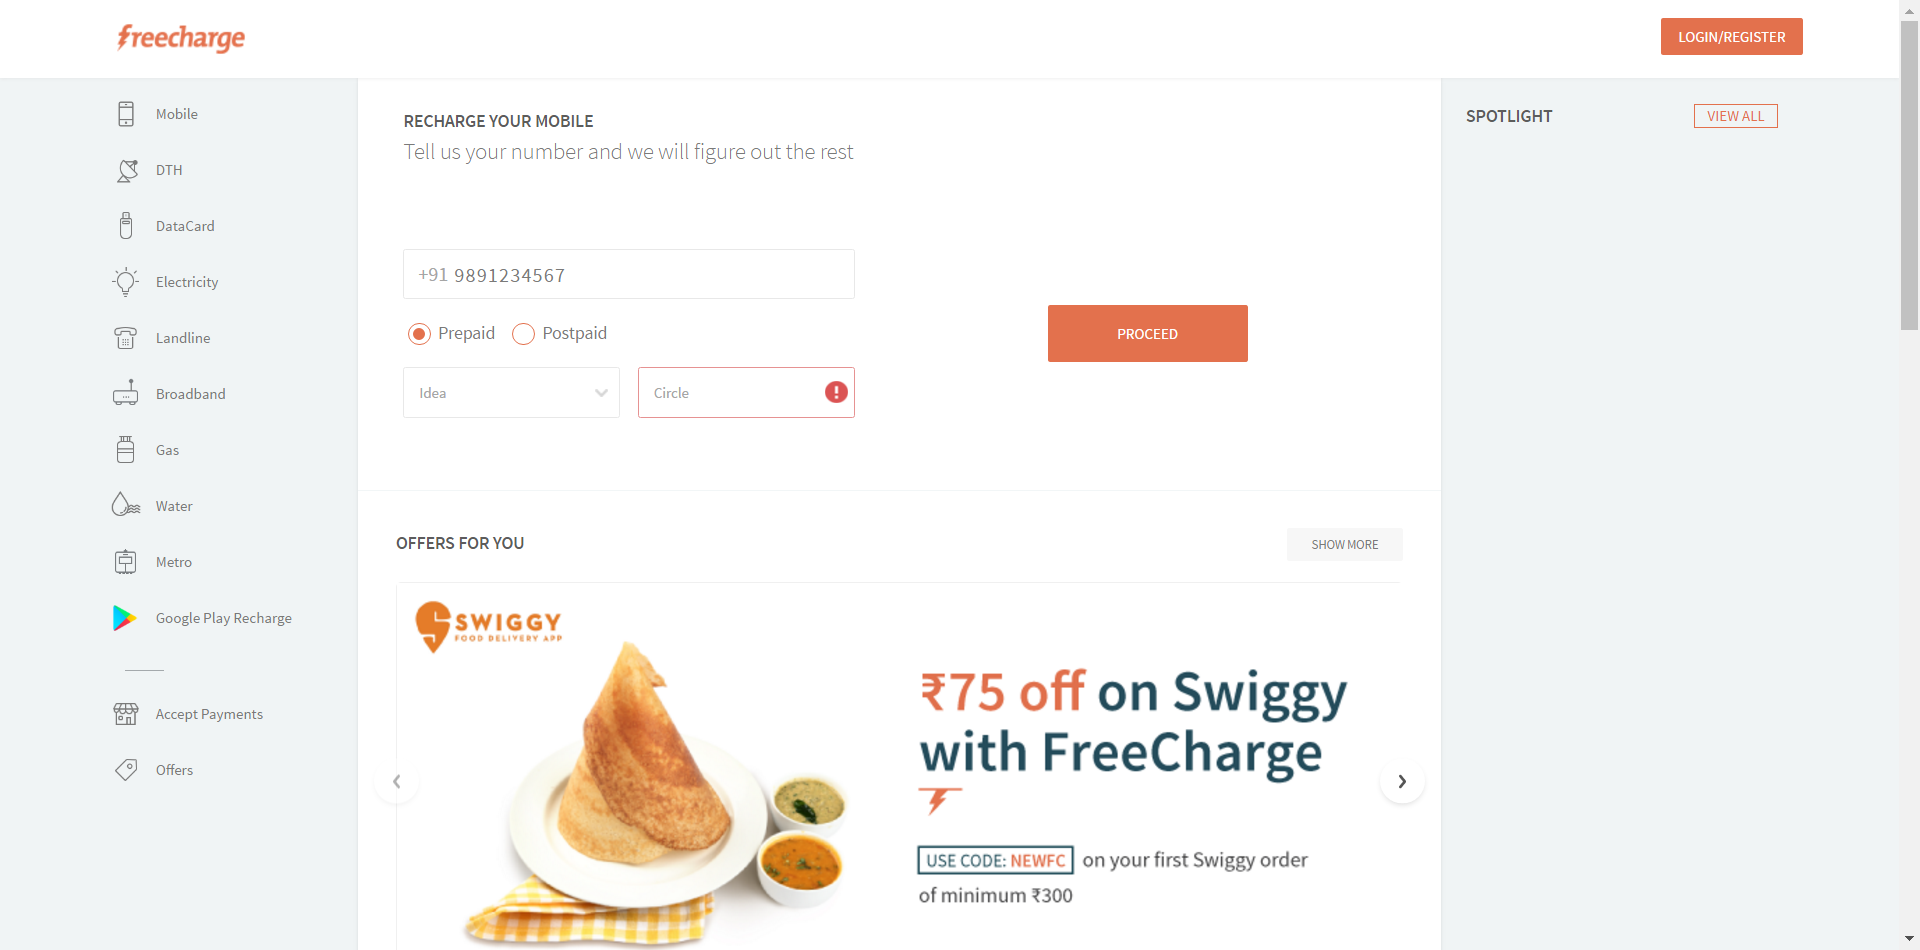 freecharge
LOGIN/REGISTER
Mobile
DTH
DataCard
Electricity
Landline
Broadband
Gas
Water
Metro
Google Play Recharge
Accept Payments
Offers
RECHARGE YOUR MOBILE
Tell us your number and we will figure out the rest
+91 9891234567
Prepaid Postpaid
Idea
Circle
PROCEED
SPOTLIGHT
VIEW ALL
OFFERS FOR YOU
SHOW MORE
SWIGGY
FOOD DELIVERY APP
₹75 off on Swiggy
with FreeCharge
USE CODE: NEWFC on your first Swiggy order
of minimum ₹300